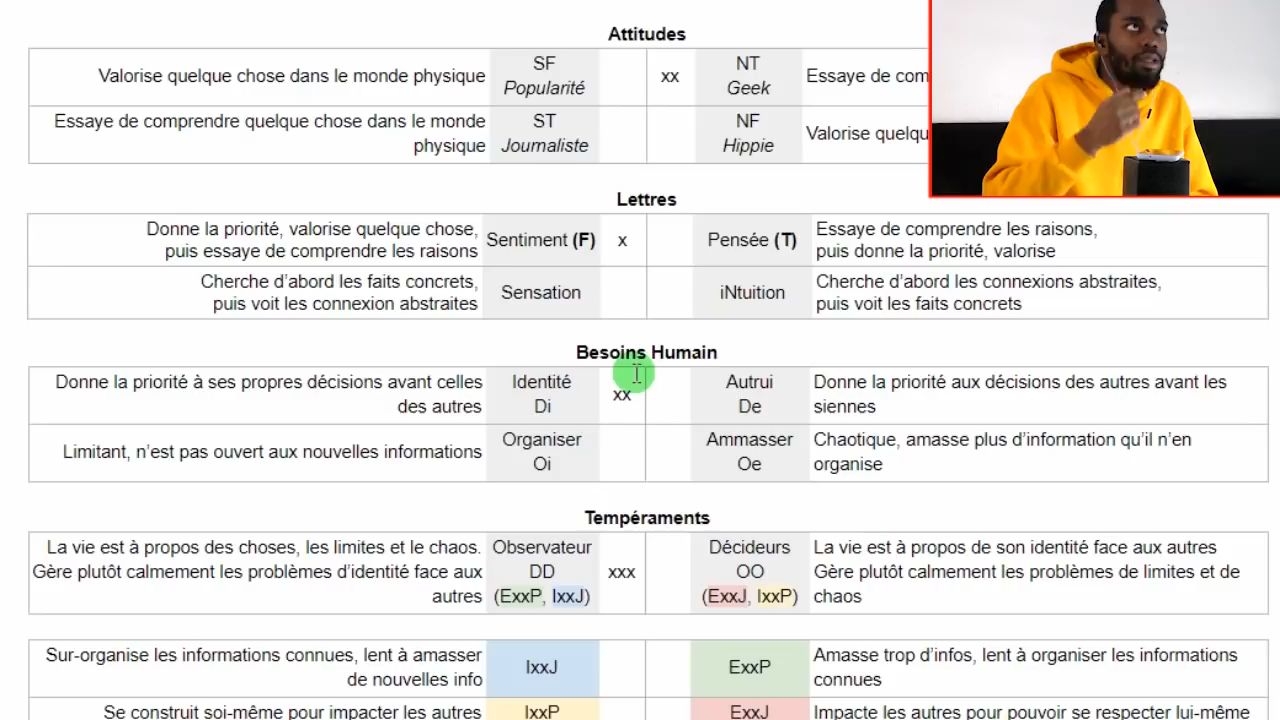 Attitudes
Valorise quelque chose dans le monde physique
SF
Popularité
xx
NT
Geek
Essaye de com
Essaye de comprendre quelque chose dans le monde
physique
ST
Journaliste
NF
Hippie
Valorise quelqu
Lettres
Donne la priorité, valorise quelque chose,
puis essaye de comprendre les raisons
Sentiment (F)
x
Pensée (T)
Essaye de comprendre les raisons,
puis donne la priorité, valorise
Cherche d’abord les faits concrets,
puis voit les connexion abstraites
Sensation
iNtuition
Cherche d’abord les connexions abstraites,
puis voit les faits concrets
Besoins Humain
Donne la priorité à ses propres décisions avant celles
des autres
Identité
Di
xx
Autrui
De
Donne la priorité aux décisions des autres avant les
siennes
Limitant, n’est pas ouvert aux nouvelles informations
Organiser
Oi
Ammasser
Oe
Chaotique, amasse plus d’information qu’il n’en
organise
Tempéraments
La vie est à propos des choses, les limites et le chaos.
Gère plutôt calmement les problèmes d’identité face aux
autres
Observateur
DD
(ExxP, IxxJ)
xxx
Décideurs
OO
(ExxJ, IxxP)
La vie est à propos de son identité face aux autres
Gère plutôt calmement les problèmes de limites et de
chaos
Sur-organise les informations connues, lent à amasser
de nouvelles info
IxxJ
ExxP
Amasse trop d’infos, lent à organiser les informations
connues
Se construit soi-même pour impacter les autres
IxxP
ExxJ
Impacte les autres pour pouvoir se respecter lui-même